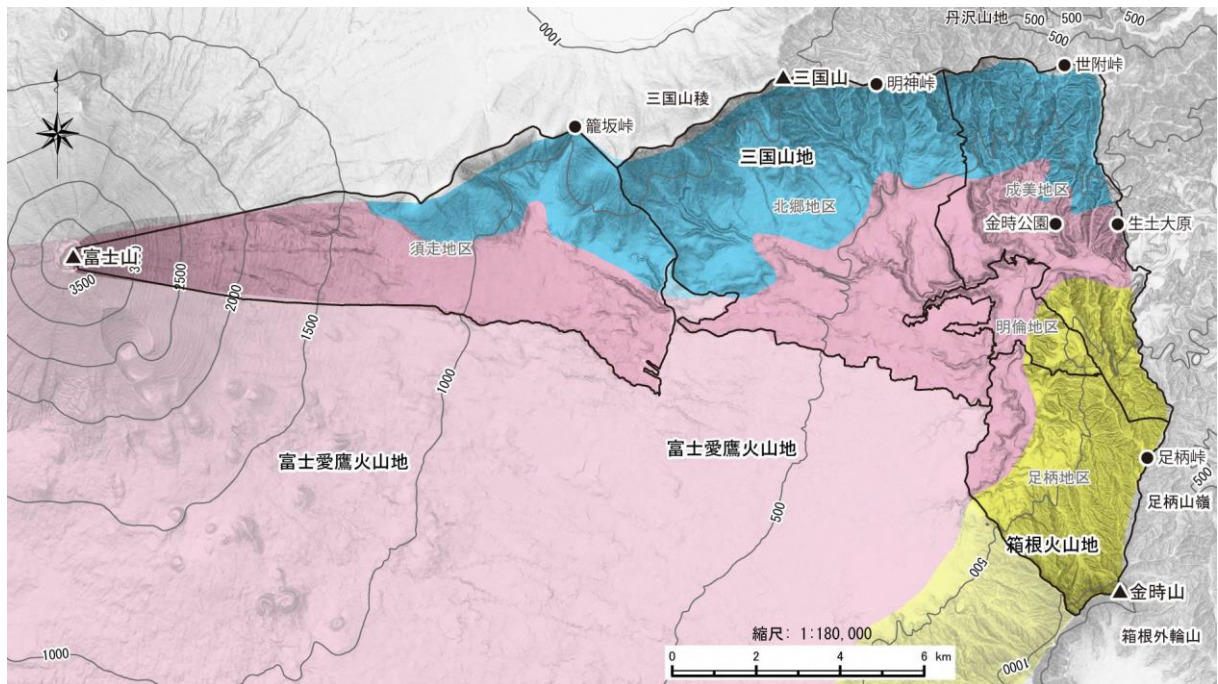 丹沢山地
500
500
500
500
500
1000
世附峠
三国山
明神峠
三国山稜
籠坂峠
三国山地
成美地区
北郷地区
金時公園
生土大原
須走地区
富士山
3500
2500
2000
1500
1000
明倫地区
富士愛鷹火山地
富士愛鷹火山地
足柄峠
足柄地区
500
足柄山嶺
500
箱根火山地
500
金時山
縮尺: 1:180,000
箱根外輪山
1000
1000
0 2 4 6 km